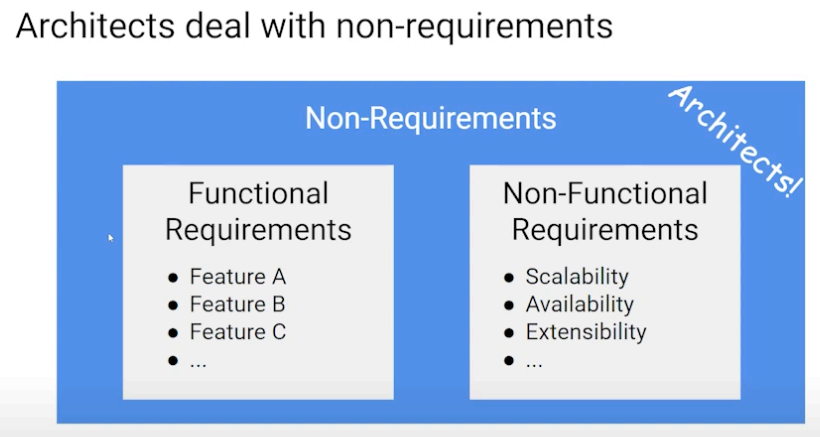 Architects deal with non-requirements
Non-Requirements
Architects!
Functional
Requirements
● Feature A
● Feature B
● Feature C
● ...
Non-Functional
Requirements
● Scalability
● Availability
● Extensibility
● ...